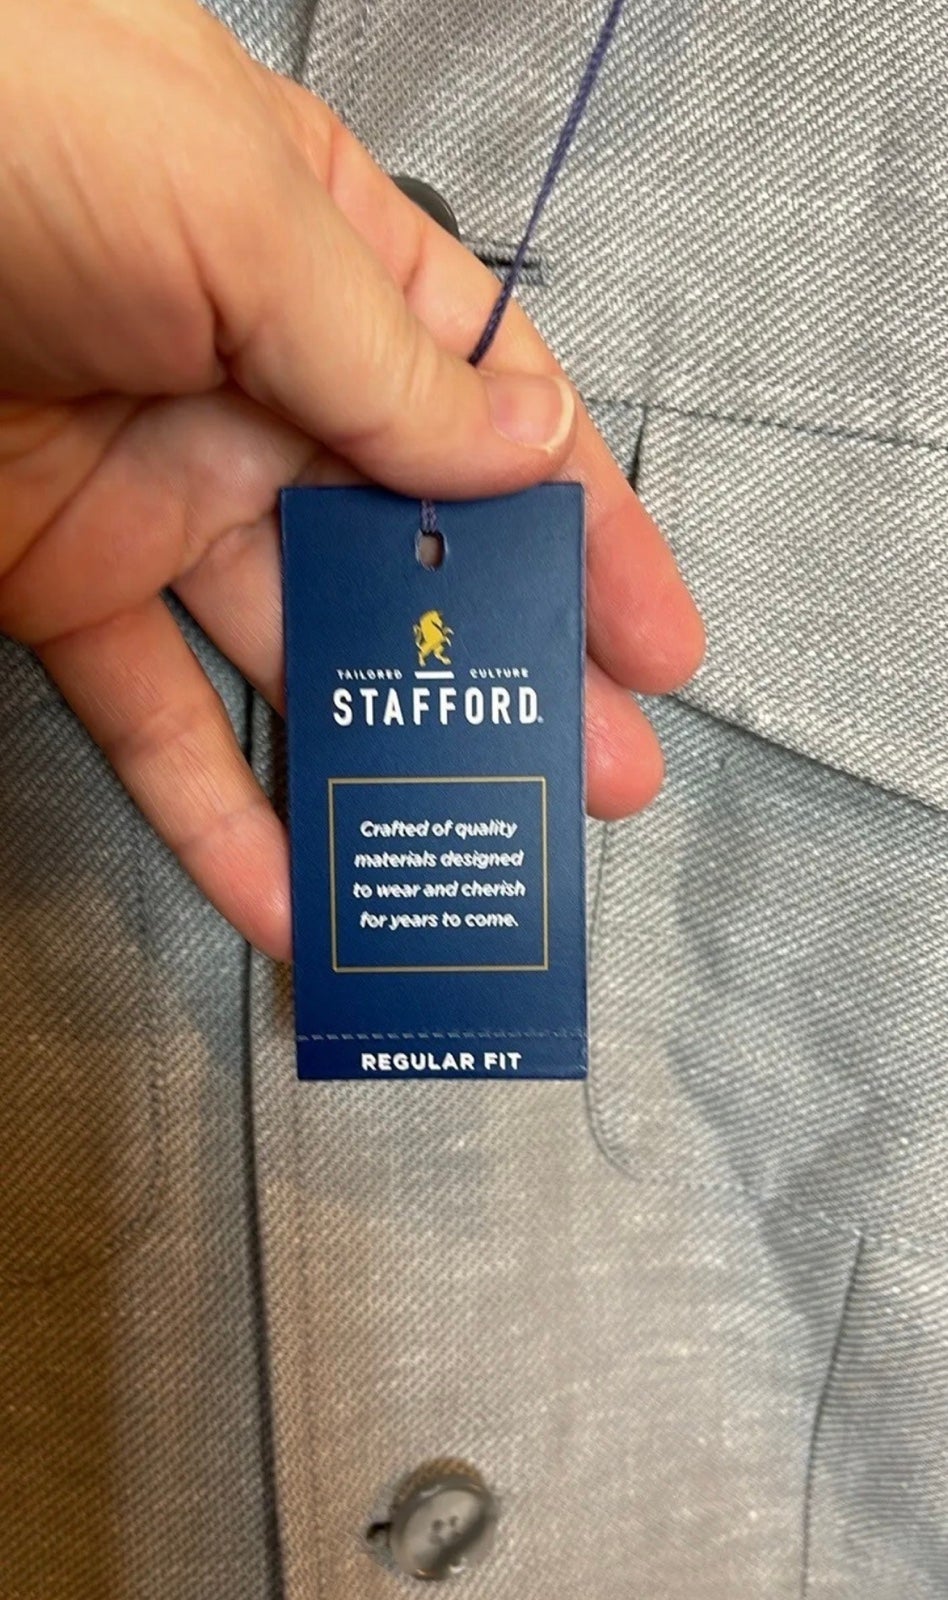 TAILORED CULTURE
STAFFORD®
Crafted of quality
materials designed
to wear and cherish
for years to come.
REGULAR FIT